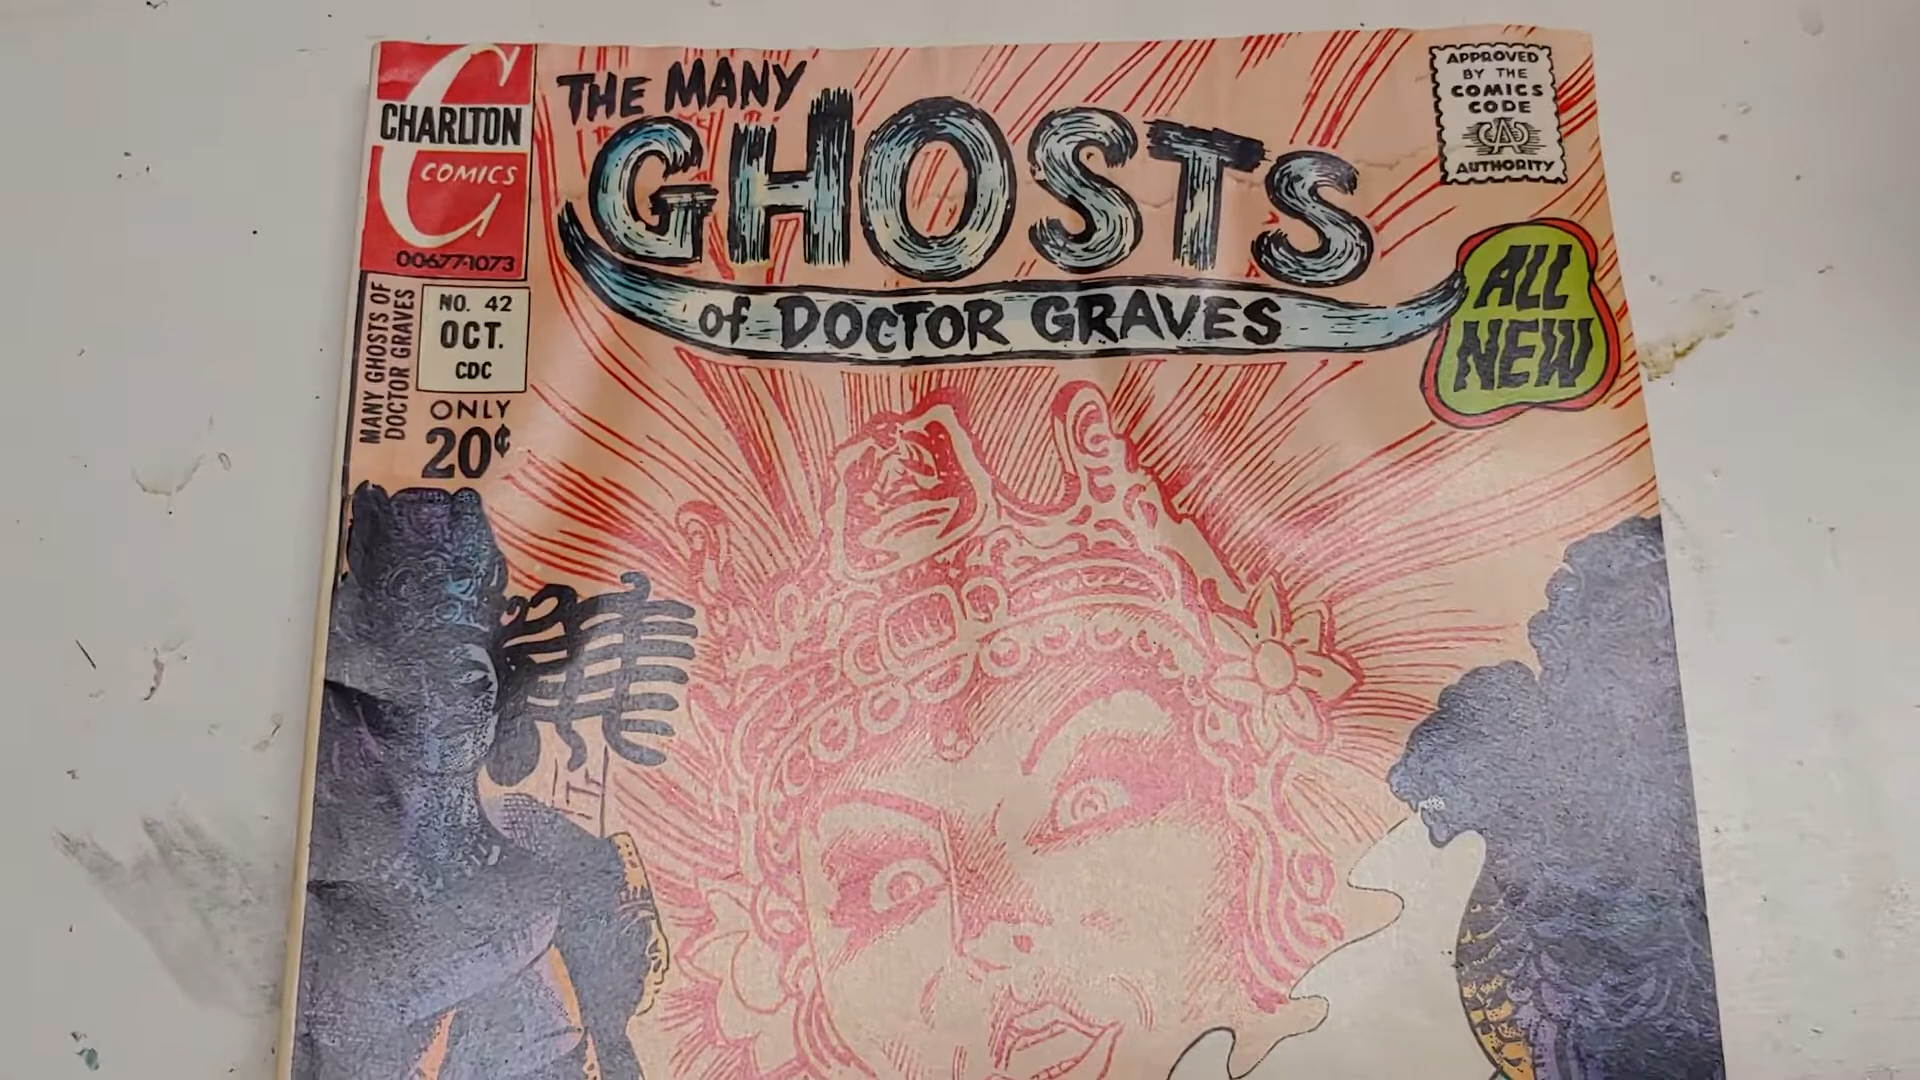 CHARLTON
COMICS
00677-1073
MANY GHOSTS OF
DOCTOR GRAVES
NO. 42
OCT.
CDC
ONLY
20¢
THE MANY
GHOSTS
of DOCTOR GRAVES
APPROVED
BY THE
COMICS
CODE
CA
AUTHORITY
ALL
NEW